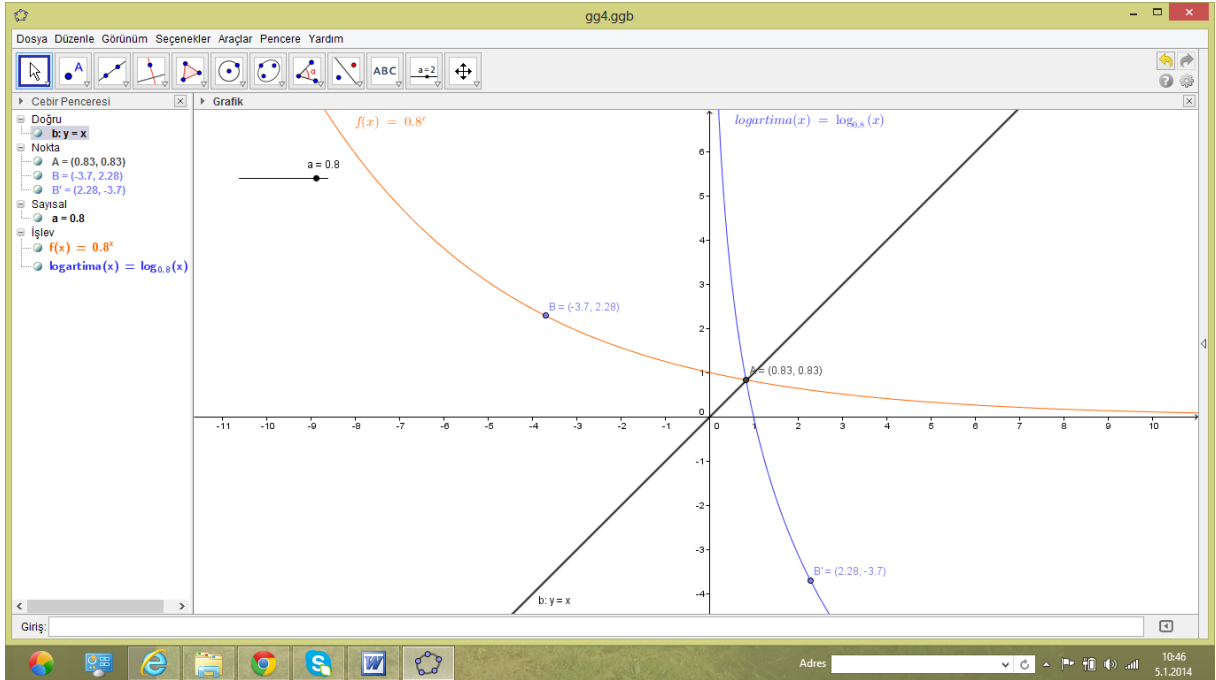 gg4.ggb
Dosya Düzenle Görünüm Seçenekler Araçlar Pencere Yardım
A α ABC a=2
Cebir Penceresi
Grafik
Doğru
b: y = x
Nokta
A = (0.83, 0.83)
B = (-3.7, 2.28)
B' = (2.28, -3.7)
Sayısal
a = 0.8
İşlev
f(x) = 0.8ˣ
logartima(x) = log₀.₈(x)
f(x) = 0.8ˣ
logartima(x) = log₀.₈(x)
a = 0.8
6
5
4
3
B = (-3.7, 2.28)
2
1
A = (0.83, 0.83)
0
-11 -10 -9 -8 -7 -6 -5 -4 -3 -2 -1 0 1 2 3 4 5 6 7 8 9 10
-1
-2
-3
B' = (2.28, -3.7)
-4
b: y = x
Giriş:
Adres
10:46
5.1.2014